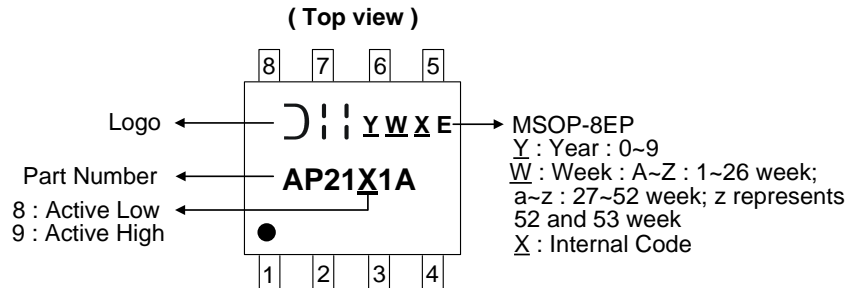 ( Top view )
8 7 6 5
Logo
Y W X E
MSOP-8EP
Y : Year : 0~9
W : Week : A~Z : 1~26 week;
a~z : 27~52 week; z represents
52 and 53 week
X : Internal Code
Part Number
AP21X1A
8 : Active Low
9 : Active High
1 2 3 4